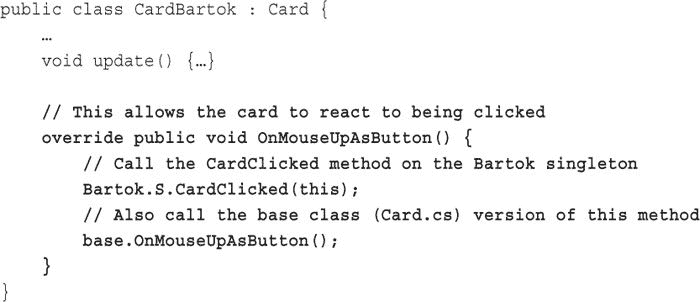 public class CardBartok : Card {
    …
    void update() {…}

    // This allows the card to react to being clicked
    override public void OnMouseUpAsButton() {
        // Call the CardClicked method on the Bartok singleton
        Bartok.S.CardClicked(this);
        // Also call the base class (Card.cs) version of this method
        base.OnMouseUpAsButton();
    }
}